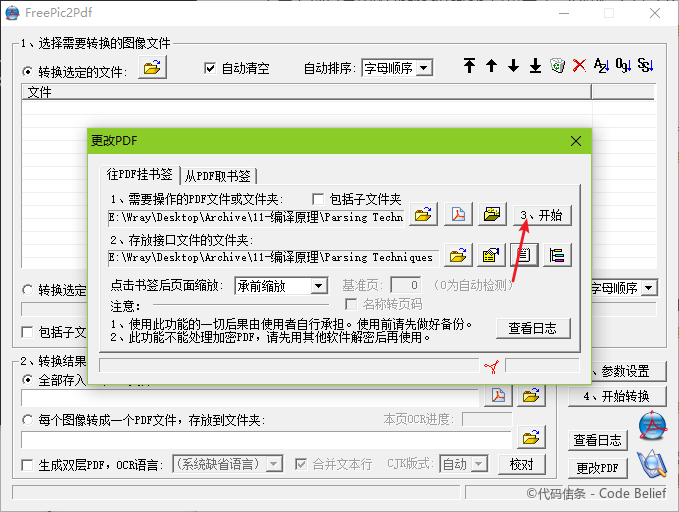 FreePic2Pdf
1、选择需要转换的图像文件
转换选定的文件:
自动清空
自动排序:
字母顺序
文件
更改PDF
往PDF挂书签
从PDF取书签
1、需要操作的PDF文件或文件夹:
包括子文件夹
E:\Wray\Desktop\Archive\11-编译原理\Parsing Techn
3、开始
2、存放接口文件的文件夹:
E:\Wray\Desktop\Archive\11-编译原理\Parsing Techniques
点击书签后页面缩放:
承前缩放
基准页:
0
(0为自动检测)
注意:
名称转页码
1、使用此功能的一切后果由使用者自行承担。使用前请先做好备份。
2、此功能不能处理加密PDF，请先用其他软件解密后再使用。
查看日志
转换选定
字母顺序
包括子文
2、转换结果
全部存入
、参数设置
4、开始转换
每个图像转成一个PDF文件，存放到文件夹:
本页OCR进度:
查看日志
生成双层PDF，OCR语言:
(系统缺省语言)
合并文本行
CJK版式:
自动
校对
更改PDF
©代码信条 - Code Belief